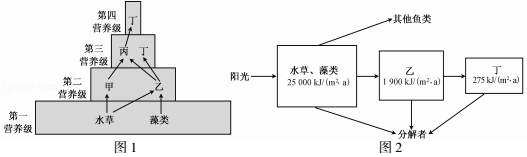 第四
营养级
丁
第三
营养级
丙 丁
第二
营养级
甲
乙
第一
营养级
水草 藻类
图1
其他鱼类
阳光
水草、藻类
25 000 kJ/(m²·a)
乙
1 900 kJ/(m²·a)
丁
275 kJ/(m²·a)
分解者
图2